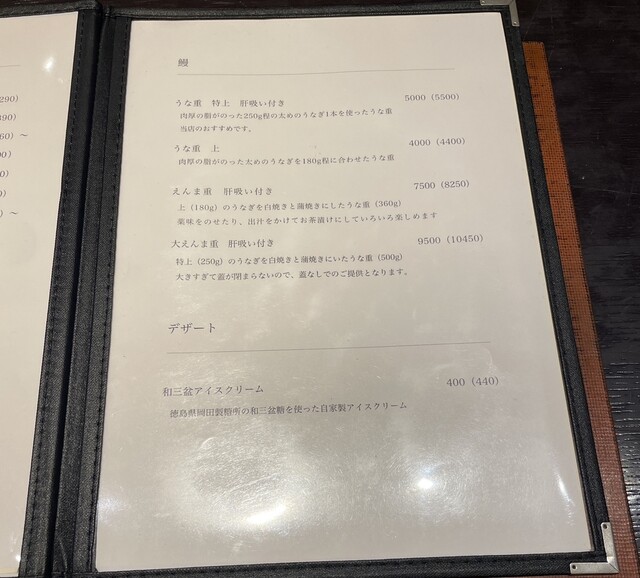 290)
390)
60) ～
00)
0)
0)
) ～
鰻
うな重 特上 肝吸い付き 5000（5500）
肉厚の脂がのった250g程の太めのうなぎ1本を使ったうな重
当店のおすすめです。
うな重 上 4000（4400）
肉厚の脂がのった太めのうなぎを180g程に合わせたうな重
えんま重 肝吸い付き 7500（8250）
上（180g）のうなぎを白焼きと蒲焼きにしたうな重（360g）
薬味をのせたり、出汁をかけてお茶漬けにしていろいろ楽しめます
大えんま重 肝吸い付き 9500（10450）
特上（250g）のうなぎを白焼きと蒲焼きにいたうな重（500g）
大きすぎて蓋が閉まらないので、蓋なしでのご提供となります。
デザート
和三盆アイスクリーム 400（440）
徳島県岡田製糖所の和三盆糖を使った自家製アイスクリーム